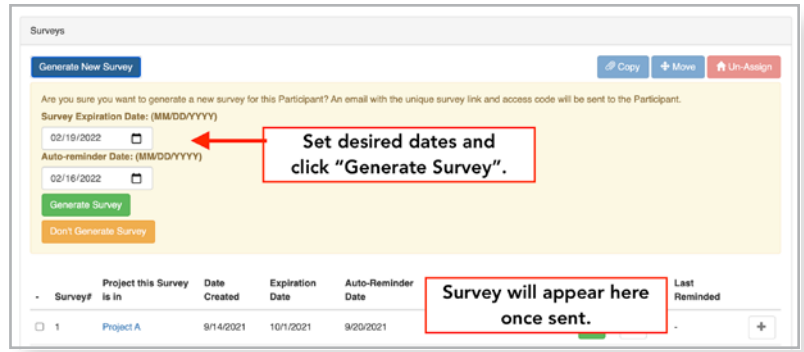 Surveys
Generate New Survey
Copy
Move
Un-Assign
Are you sure you want to generate a new survey for this Participant? An email with the unique survey link and access code will be sent to the Participant.
Survey Expiration Date: (MM/DD/YYYY)
02/19/2022
Auto-reminder Date: (MM/DD/YYYY)
02/16/2022
Generate Survey
Don't Generate Survey
Set desired dates and
click “Generate Survey”.
- Survey# Project this Survey is in Date Created Expiration Date Auto-Reminder Date Last Reminded
Survey will appear here
once sent.
1 Project A 9/14/2021 10/1/2021 9/20/2021 - +